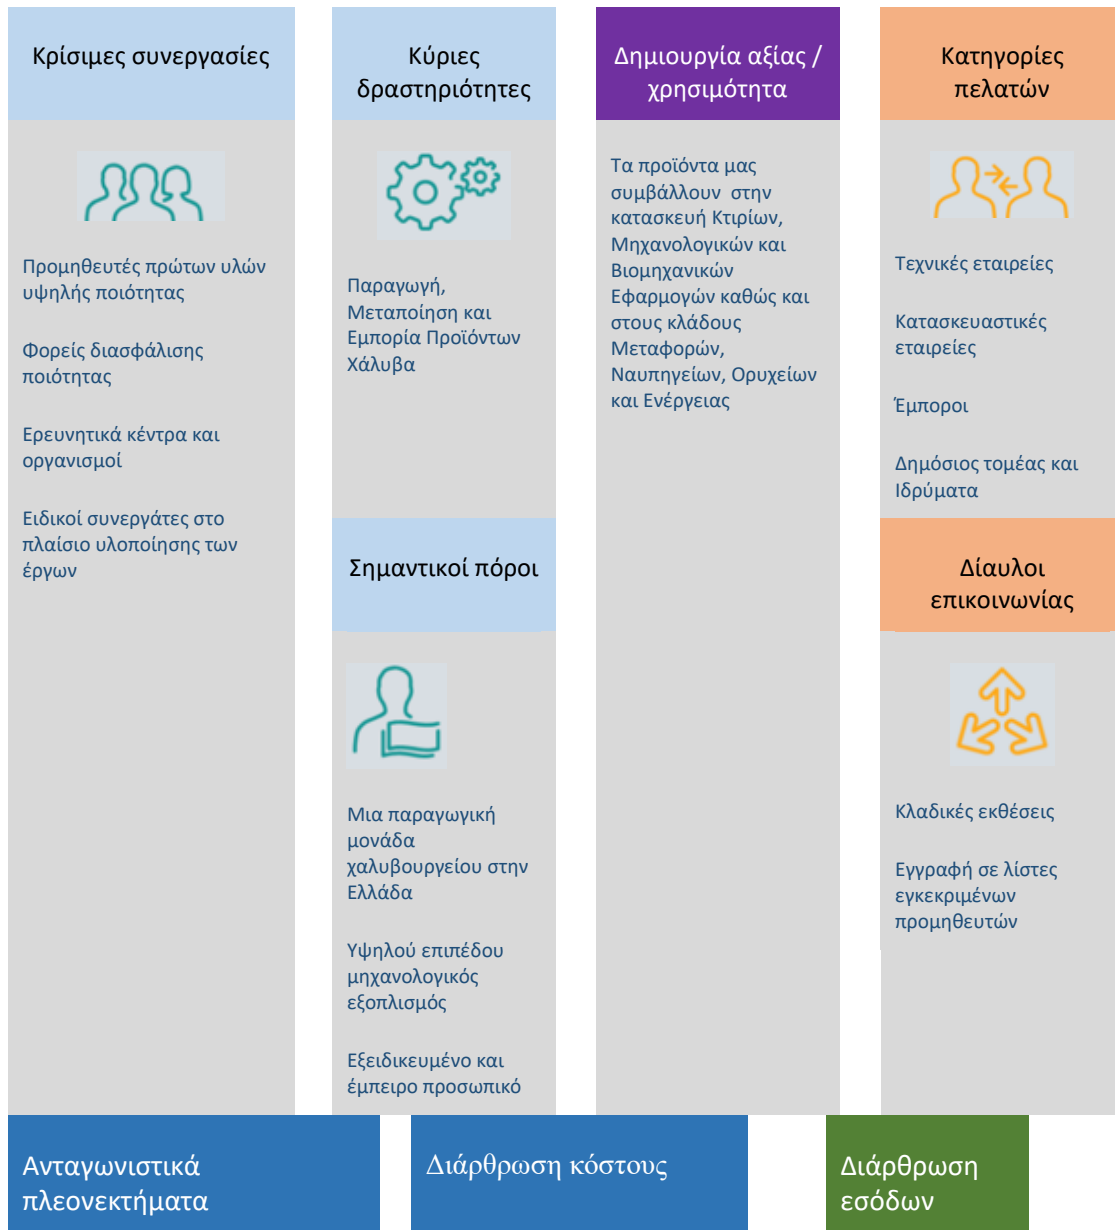 Κρίσιμες συνεργασίες
Προμηθευτές πρώτων υλών
υψηλής ποιότητας
Φορείς διασφάλισης
ποιότητας
Ερευνητικά κέντρα και
οργανισμοί
Ειδικοί συνεργάτες στο
πλαίσιο υλοποίησης των
έργων
Κύριες
δραστηριότητες
Παραγωγή,
Μεταποίηση και
Εμπορία Προϊόντων
Χάλυβα
Σημαντικοί πόροι
Μια παραγωγική
μονάδα
χαλυβουργείου στην
Ελλάδα
Υψηλού επιπέδου
μηχανολογικός
εξοπλισμός
Εξειδικευμένο και
έμπειρο προσωπικό
Δημιουργία αξίας /
χρησιμότητα
Τα προϊόντα μας
συμβάλλουν στην
κατασκευή Κτιρίων,
Μηχανολογικών και
Βιομηχανικών
Εφαρμογών καθώς και
στους κλάδους
Μεταφορών,
Ναυπηγείων, Ορυχείων
και Ενέργειας
Κατηγορίες
πελατών
Τεχνικές εταιρείες
Κατασκευαστικές
εταιρείες
Έμποροι
Δημόσιος τομέας και
Ιδρύματα
Δίαυλοι
επικοινωνίας
Κλαδικές εκθέσεις
Εγγραφή σε λίστες
εγκεκριμένων
προμηθευτών
Ανταγωνιστικά
πλεονεκτήματα
Διάρθρωση κόστους
Διάρθρωση
εσόδων